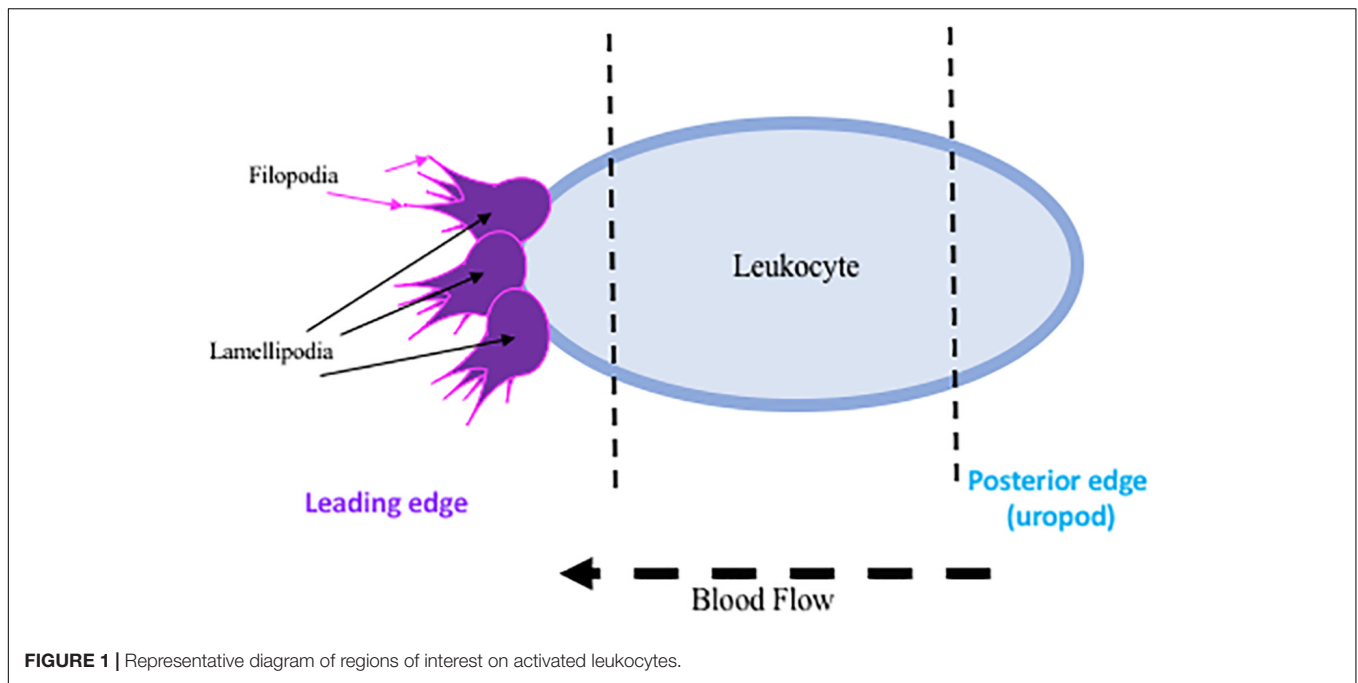 Filopodia
Leukocyte
Lamellipodia
Leading edge
Posterior edge
(uropod)
Blood Flow
FIGURE 1 | Representative diagram of regions of interest on activated leukocytes.